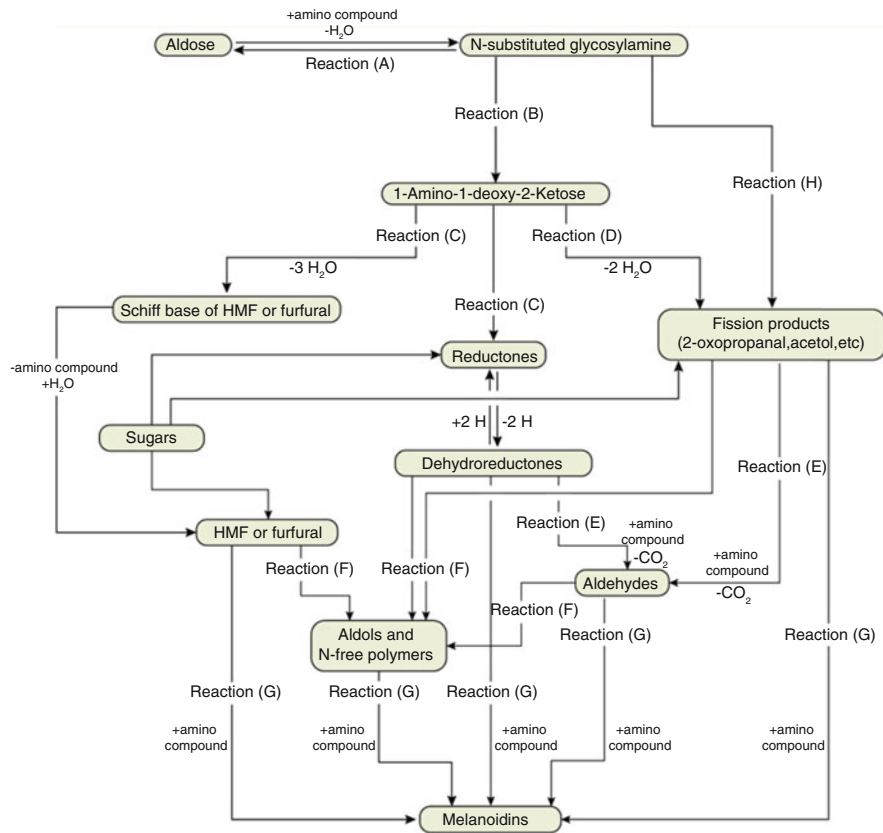 +amino compound
-H₂O
Aldose
N-substituted glycosylamine
Reaction (A)
Reaction (B)
Reaction (H)
1-Amino-1-deoxy-2-Ketose
Reaction (C)
Reaction (D)
-3 H₂O
-2 H₂O
Reaction (C)
Schiff base of HMF or furfural
Fission products
(2-oxopropanal,acetol,etc)
Reductones
-amino compound
+H₂O
+2 H
-2 H
Sugars
Dehydroreductones
Reaction (E)
HMF or furfural
Reaction (E)
+amino
compound
-CO₂
+amino
compound
-CO₂
Reaction (F)
Reaction (F)
Aldehydes
Reaction (F)
Aldols and
N-free polymers
Reaction (G)
Reaction (G)
Reaction (G)
Reaction (G)
Reaction (G)
+amino
compound
+amino
compound
+amino
compound
+amino
compound
+amino
compound
Melanoidins